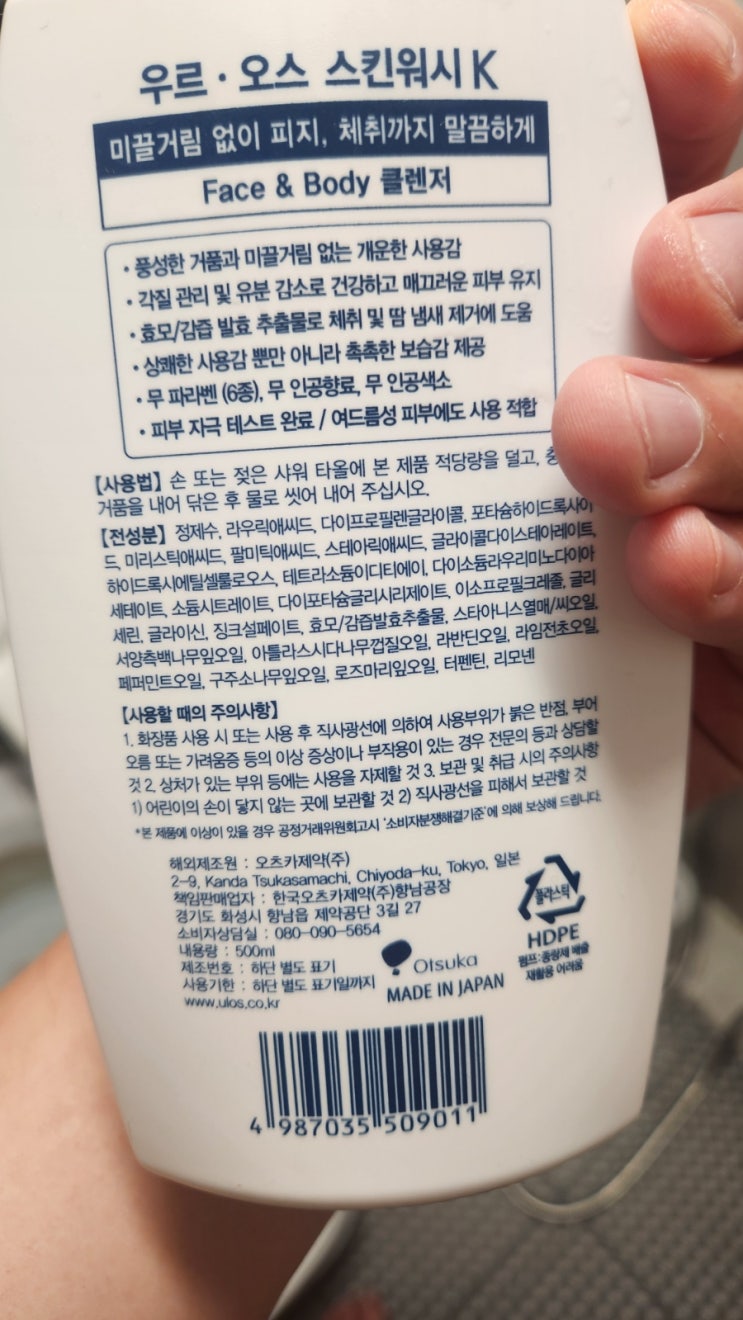 우르·오스 스킨워시 K
미끌거림 없이 피지, 체취까지 말끔하게
Face & Body 클렌저
· 풍성한 거품과 미끌거림 없는 개운한 사용감
· 각질 관리 및 유분 감소로 건강하고 매끄러운 피부 유지
· 효모/감즙 발효 추출물로 체취 및 땀 냄새 제거에 도움
· 상쾌한 사용감 뿐만 아니라 촉촉한 보습감 제공
· 무 파라벤 (6종), 무 인공향료, 무 인공색소
· 피부 자극 테스트 완료 / 여드름성 피부에도 사용 적합
【사용법】 손 또는 젖은 샤워 타올에 본 제품 적당량을 덜고,
거품을 내어 닦은 후 물로 씻어 내어 주십시오.
【전성분】 정제수, 라우릭애씨드, 다이프로필렌글라이콜, 포타슘하이드록사이
드, 미리스틱애씨드, 팔미틱애씨드, 스테아릭애씨드, 글라이콜다이스테아레이트,
하이드록시에틸셀룰로오스, 테트라소듐이디티에이, 다이소듐라우리미노다이아
세테이트, 소듐시트레이트, 다이포타슘글리시리제이트, 이소프로필크레졸, 글리
세린, 글라이신, 징크설페이트, 효모/감즙발효추출물, 스타아니스열매/씨오일,
서양측백나무잎오일, 아틀라스시다나무껍질오일, 라반딘오일, 라임전초오일,
페퍼민트오일, 구주소나무잎오일, 로즈마리잎오일, 터펜틴, 리모넨
【사용할 때의 주의사항】
1. 화장품 사용 시 또는 사용 후 직사광선에 의하여 사용부위가 붉은 반점, 부어
오름 또는 가려움증 등의 이상 증상이나 부작용이 있는 경우 전문의 등과 상담할
것 2. 상처가 있는 부위 등에는 사용을 자제할 것 3. 보관 및 취급 시의 주의사항
1) 어린이의 손이 닿지 않는 곳에 보관할 것 2) 직사광선을 피해서 보관할 것
*본 제품에 이상이 있을 경우 공정거래위원회고시 '소비자분쟁해결기준'에 의해 보상해 드립니다.
해외제조원 : 오츠카제약(주)
2-9, Kanda Tsukasamachi, Chiyoda-ku, Tokyo, 일본
책임판매업자 : 한국오츠카제약(주)향남공장
경기도 화성시 향남읍 제약공단 3길 27
소비자상담실 : 080-090-5654
내용량 : 500ml
제조번호 : 하단 별도 표기
사용기한 : 하단 별도 표기일까지
www.ulos.co.kr
Otsuka
MADE IN JAPAN
플라스틱
HDPE
펌프:종량제 배출
재활용 어려움
4 987035 509011